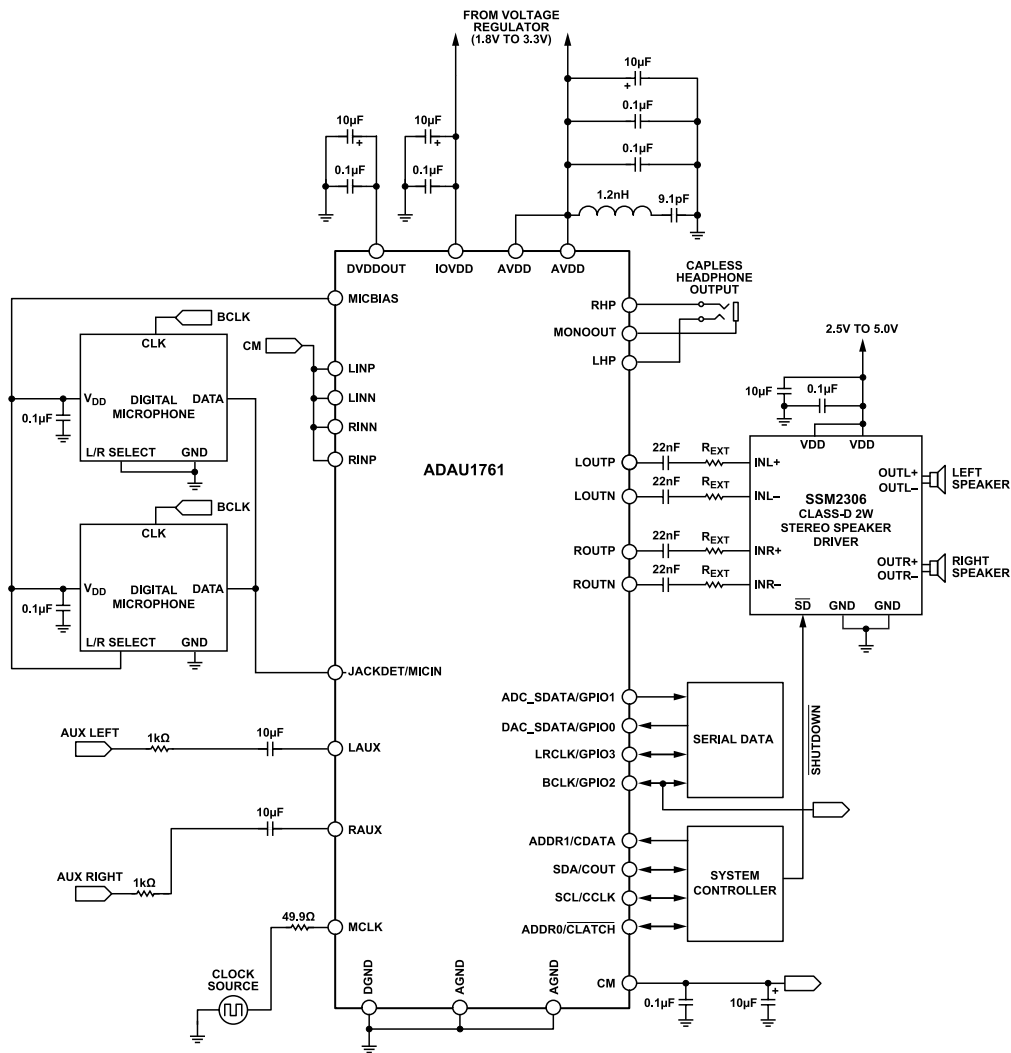 FROM VOLTAGE
REGULATOR
(1.8V TO 3.3V)
10µF
+
0.1µF
0.1µF
1.2nH
9.1pF
10µF
+
0.1µF
10µF
+
0.1µF
DVDDOUT
IOVDD
AVDD
AVDD
MICBIAS
BCLK
CLK
CM
LINP
LINN
RINN
RINP
VDD
DIGITAL
MICROPHONE
DATA
0.1µF
L/R SELECT
GND
BCLK
CLK
VDD
DIGITAL
MICROPHONE
DATA
0.1µF
L/R SELECT
GND
JACKDET/MICIN
AUX LEFT
1kΩ
10µF
LAUX
10µF
RAUX
AUX RIGHT
1kΩ
49.9Ω
MCLK
CLOCK
SOURCE
ADAU1761
DGND
AGND
AGND
CAPLESS
HEADPHONE
OUTPUT
RHP
MONOOUT
LHP
2.5V TO 5.0V
10µF
0.1µF
VDD
VDD
LOUTP
22nF
REXT
INL+
LOUTN
22nF
REXT
INL–
ROUTP
22nF
REXT
INR+
ROUTN
22nF
REXT
INR–
SSM2306
CLASS-D 2W
STEREO SPEAKER
DRIVER
OUTL+
OUTL–
LEFT
SPEAKER
OUTR+
OUTR–
RIGHT
SPEAKER
SD
GND
GND
SHUTDOWN
ADC_SDATA/GPIO1
DAC_SDATA/GPIO0
LRCLK/GPIO3
BCLK/GPIO2
SERIAL DATA
ADDR1/CDATA
SDA/COUT
SCL/CCLK
ADDR0/CLATCH
SYSTEM
CONTROLLER
CM
0.1µF
10µF
+